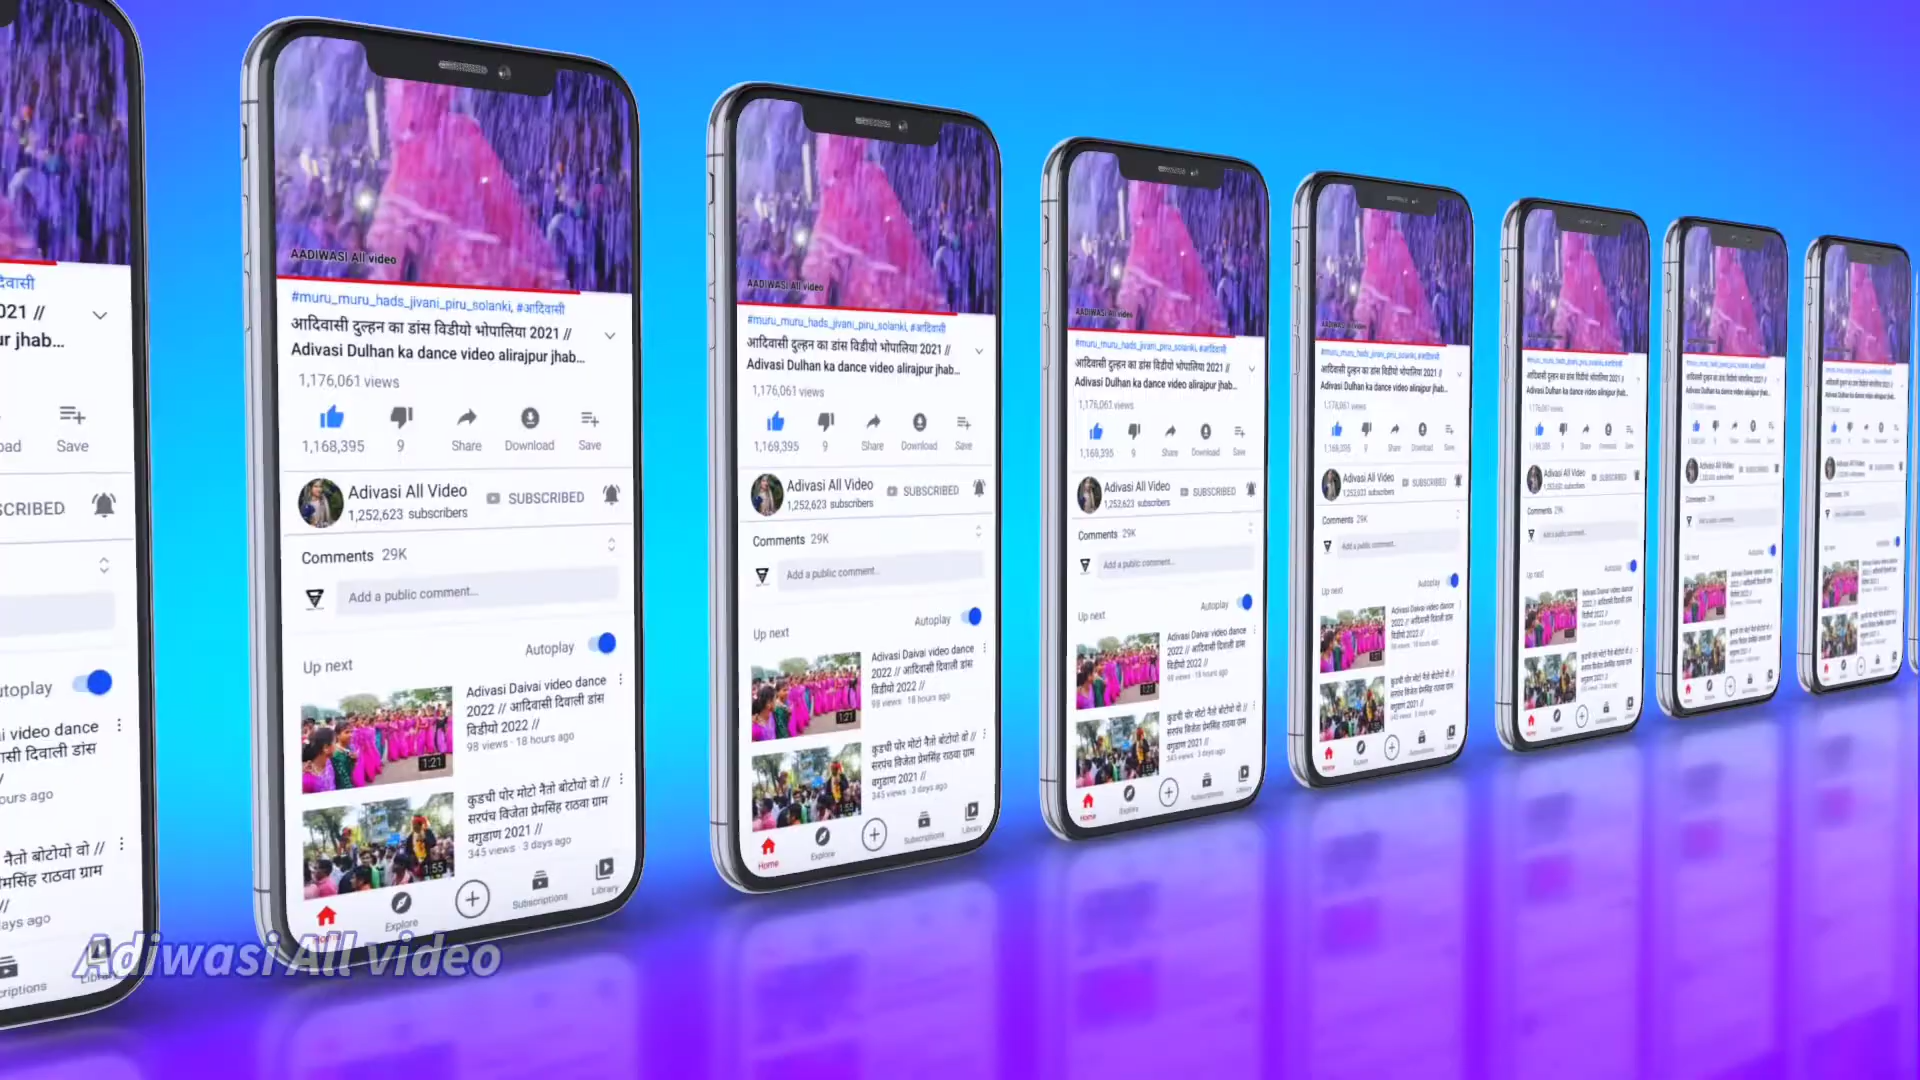 AADIWASI All video
#muru_muru_hads_jivani_piru_solanki, #आदिवासी
आदिवासी दुल्हन का डांस विडीयो भोपालिया 2021 //
Adivasi Dulhan ka dance video alirajpur jhab...
1,176,061 views
1,168,395 9 Share Download Save
Adivasi All Video SUBSCRIBED
1,252,623 subscribers
Comments 29K
Add a public comment...
Autoplay
Up next
Adivasi Daivai video dance
2022 // आदिवासी दिवाली डांस
विडीयो 2022 //
98 views · 18 hours ago
1:21
कुडची पोर मोटो नैतो बोटोयो वो //
सरपंच विजेता प्रेमसिंह राठवा ग्राम
वगुडाण 2021 //
345 views · 3 days ago
1:55
Home Explore Subscriptions Library
Adiwasi All video